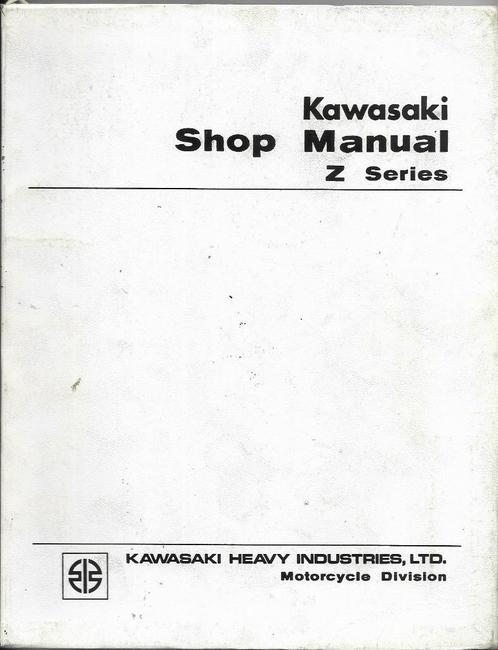 Kawasaki
Shop Manual
Z Series
KAWASAKI HEAVY INDUSTRIES, LTD.
Motorcycle Division